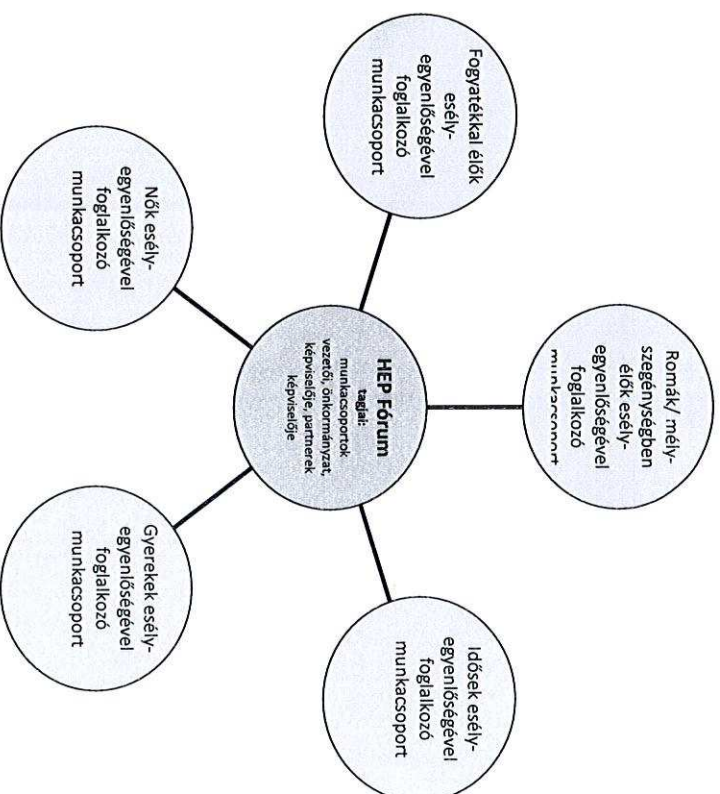 Romák/ mély-
szegénységben
élők esély-
egyenlőségével
foglalkozó
munkacsoport
Fogyatékkal élők
esély-
egyenlőségével
foglalkozó
munkacsoport
Idősek esély-
egyenlőségével
foglalkozó
munkacsoport
HEP Fórum
tagjai:
munkacsoportok
vezetői, önkormányzat,
képviselője, partnerek
képviselője
Nők esély-
egyenlőségével
foglalkozó
munkacsoport
Gyerekek esély-
egyenlőségével
foglalkozó
munkacsoport